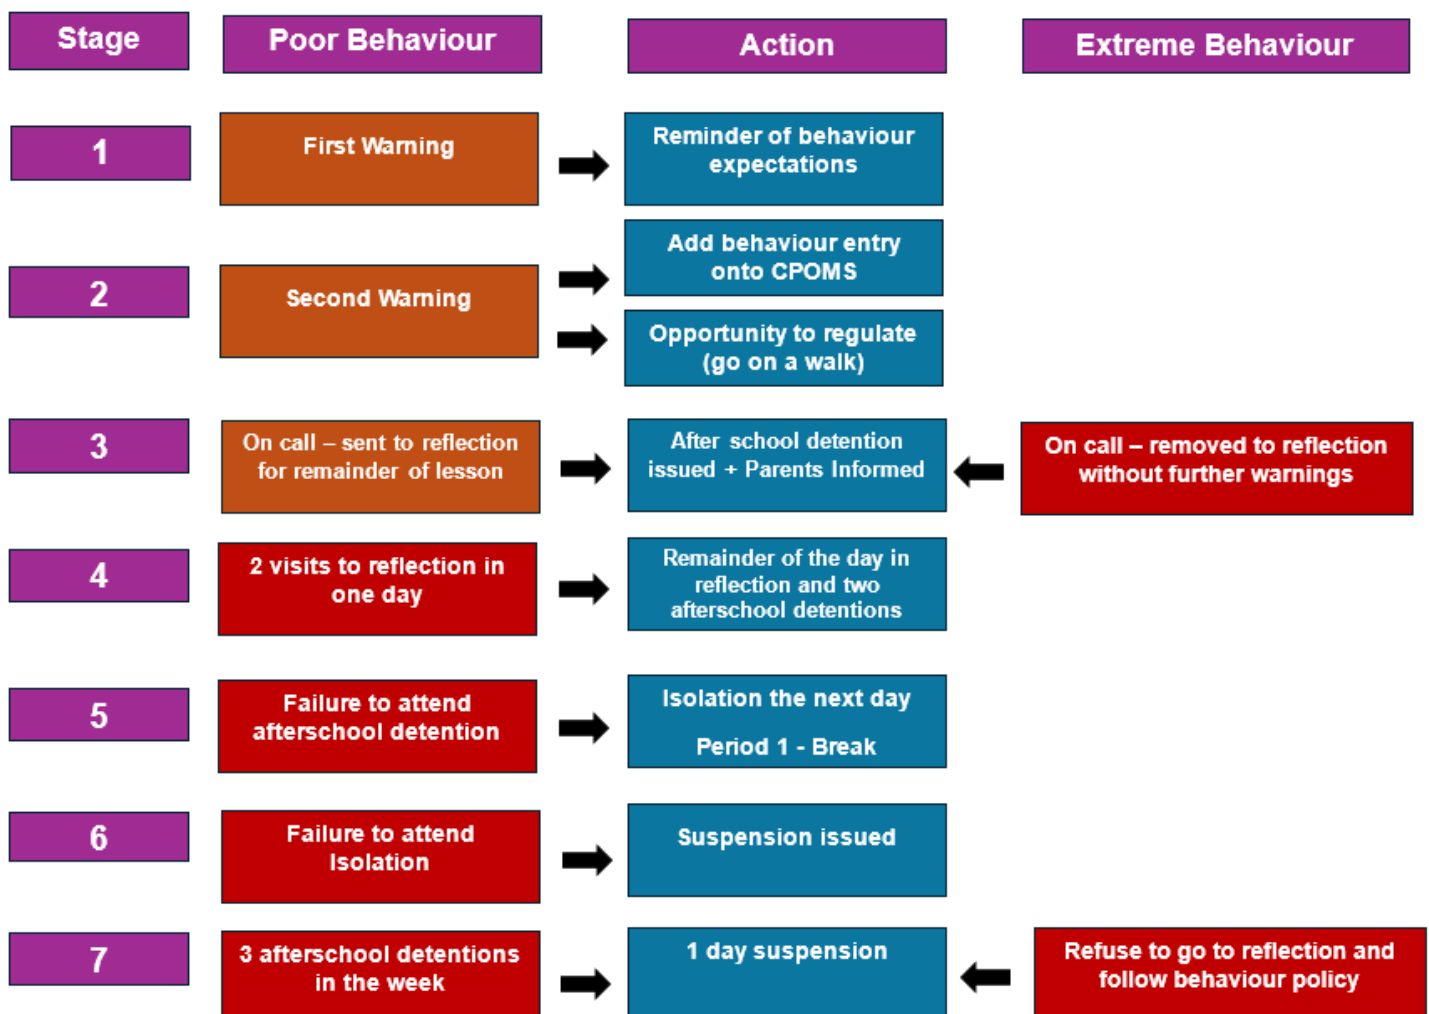 Stage
Poor Behaviour
Action
Extreme Behaviour
1
First Warning
Reminder of behaviour
expectations
2
Second Warning
Add behaviour entry
onto CPOMS
Opportunity to regulate
(go on a walk)
3
On call – sent to reflection
for remainder of lesson
After school detention
issued + Parents Informed
On call – removed to reflection
without further warnings
4
2 visits to reflection in
one day
Remainder of the day in
reflection and two
afterschool detentions
5
Failure to attend
afterschool detention
Isolation the next day
Period 1 - Break
6
Failure to attend
Isolation
Suspension issued
7
3 afterschool detentions
in the week
1 day suspension
Refuse to go to reflection and
follow behaviour policy